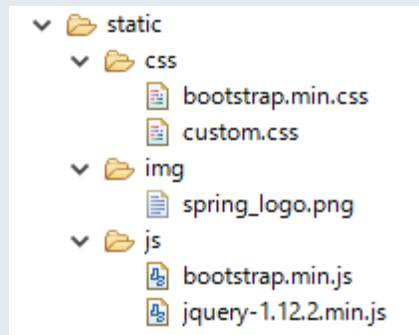 static
css
bootstrap.min.css
custom.css
img
spring_logo.png
js
bootstrap.min.js
jquery-1.12.2.min.js